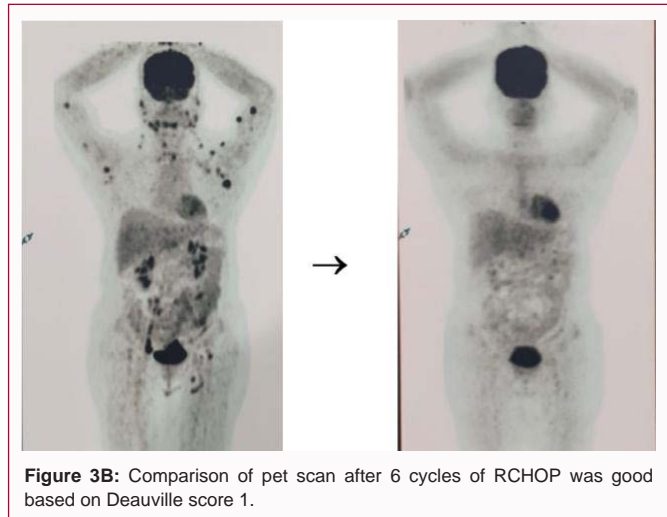 Figure 3B: Comparison of pet scan after 6 cycles of RCHOP was good
based on Deauville score 1.